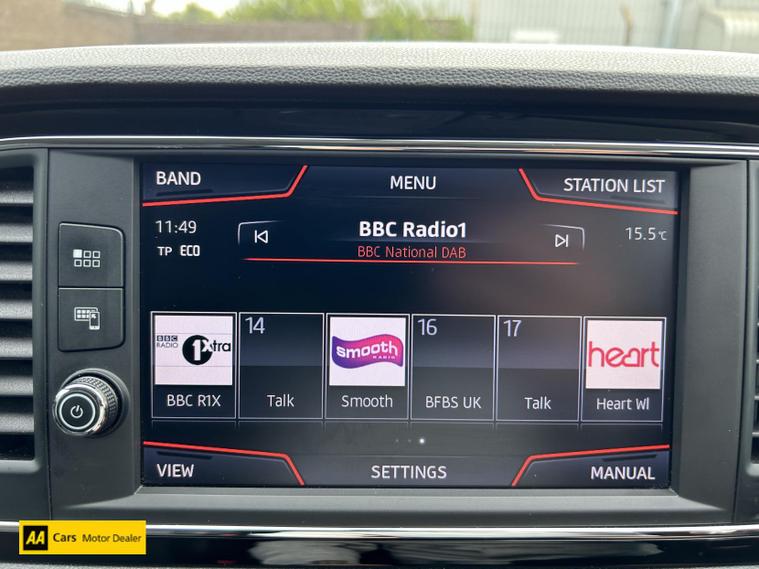 BAND
MENU
STATION LIST
11:49
TP ECO
BBC Radio1
BBC National DAB
15.5°C
BBC
RADIO
1Xtra
BBC R1X
14
Talk
smooth
RADIO
Smooth
16
BFBS UK
17
Talk
heart
Heart Wl
VIEW
SETTINGS
MANUAL
AA Cars Motor Dealer